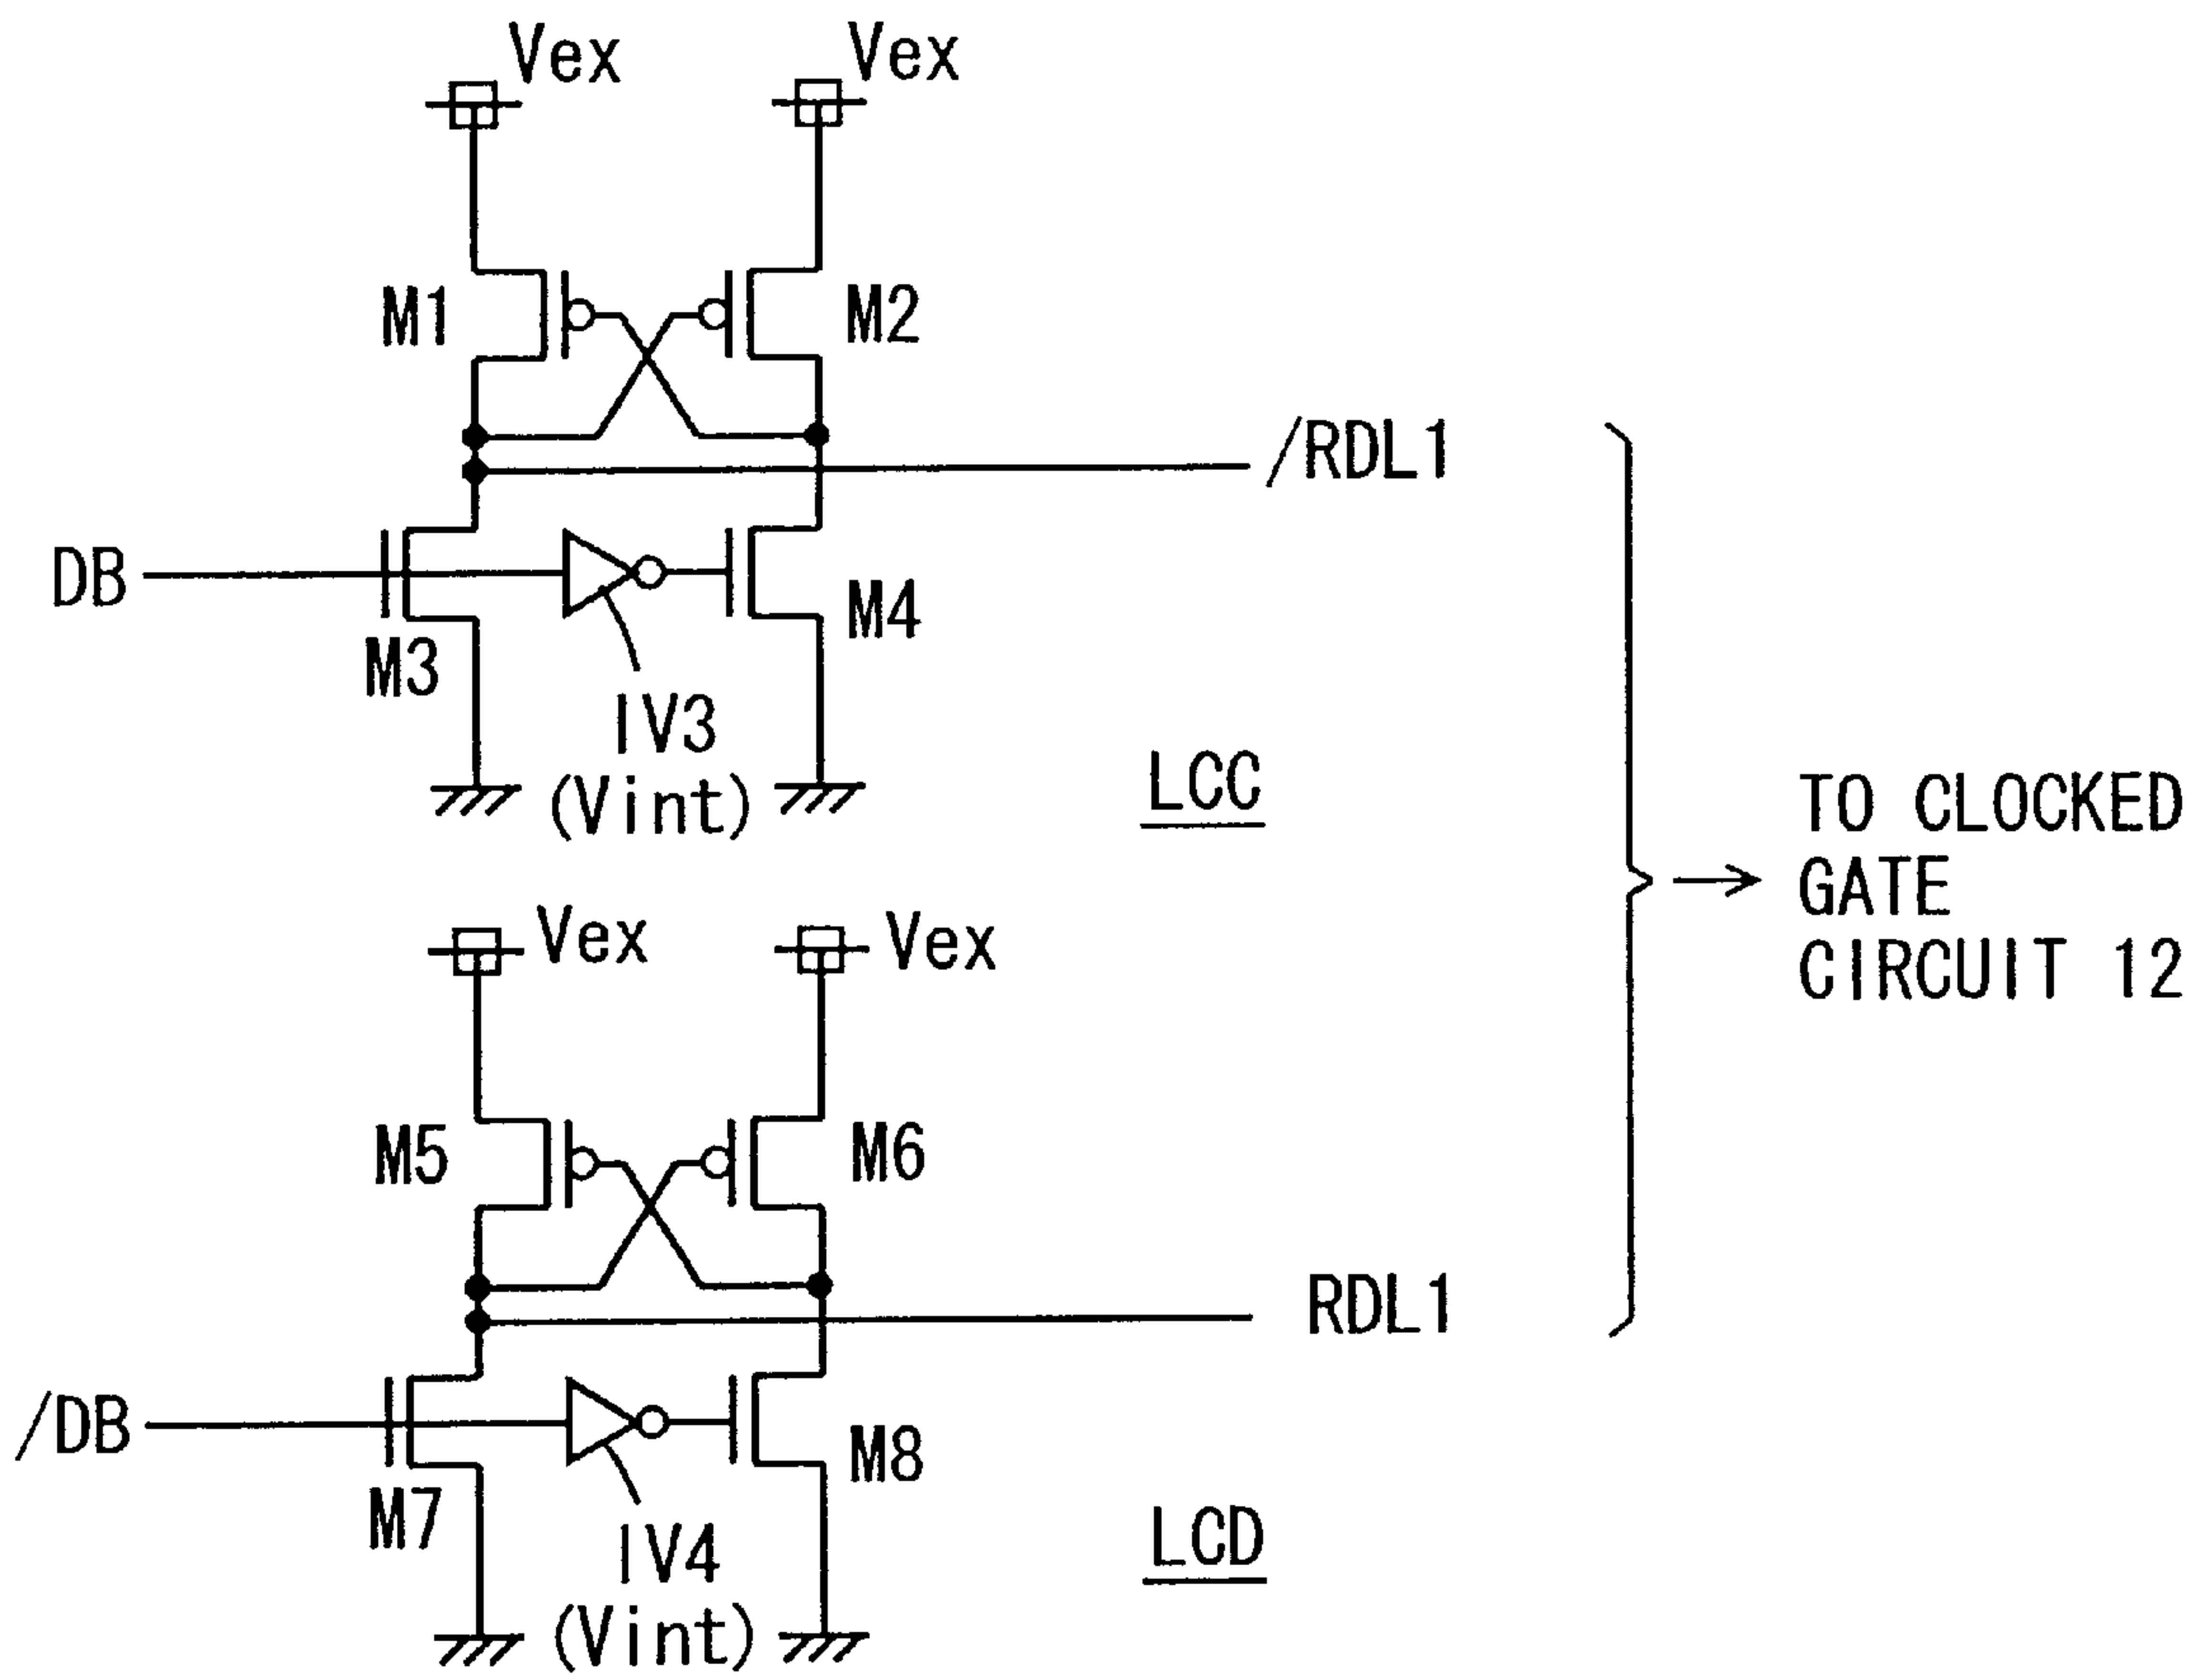 Vex
Vex
M1
M2
/RDL1
DB
M3
M4
IV3
(Vint)
LCC
TO CLOCKED
GATE
CIRCUIT 12
Vex
Vex
M5
M6
RDL1
/DB
M7
M8
IV4
(Vint)
LCD